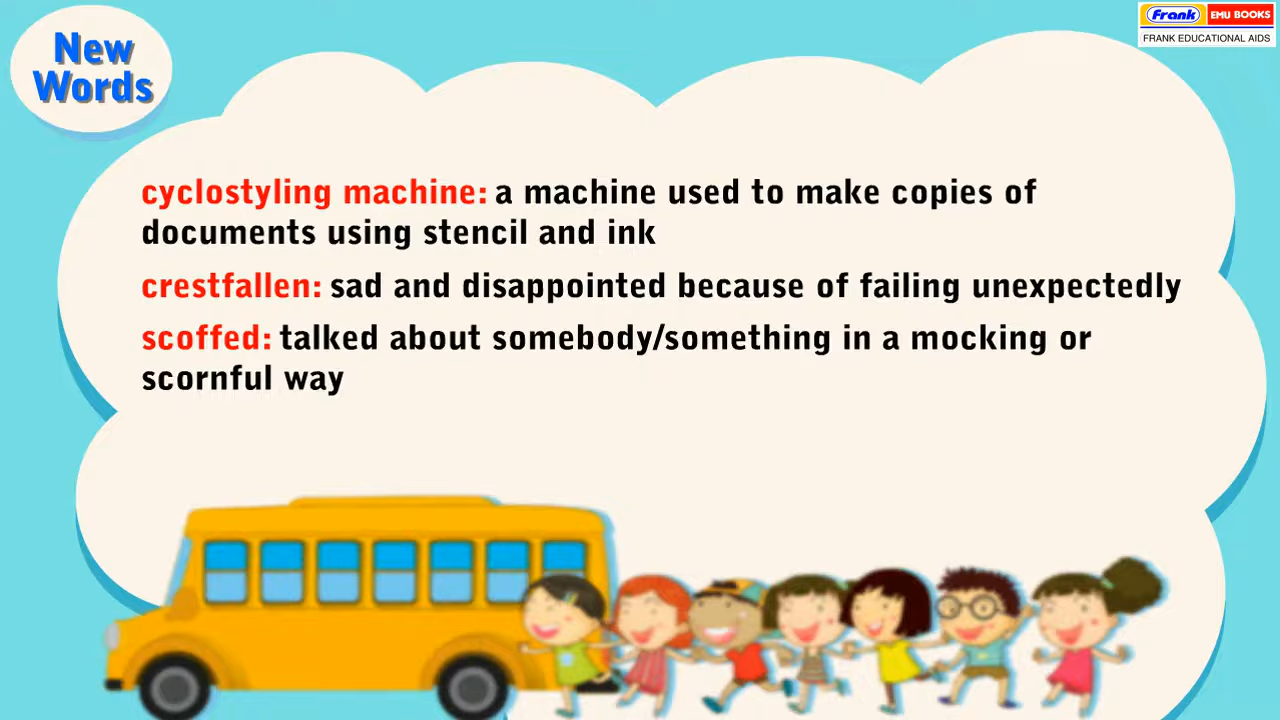 New
Words
Frank
EMU BOOKS
FRANK EDUCATIONAL AIDS
cyclostyling machine: a machine used to make copies of
documents using stencil and ink
crestfallen: sad and disappointed because of failing unexpectedly
scoffed: talked about somebody/something in a mocking or
scornful way